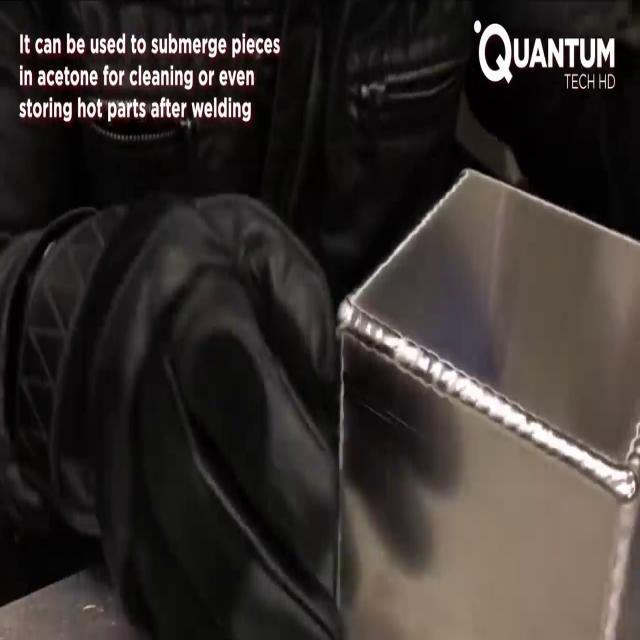 It can be used to submerge pieces
in acetone for cleaning or even
storing hot parts after welding
QUANTUM
TECH HD